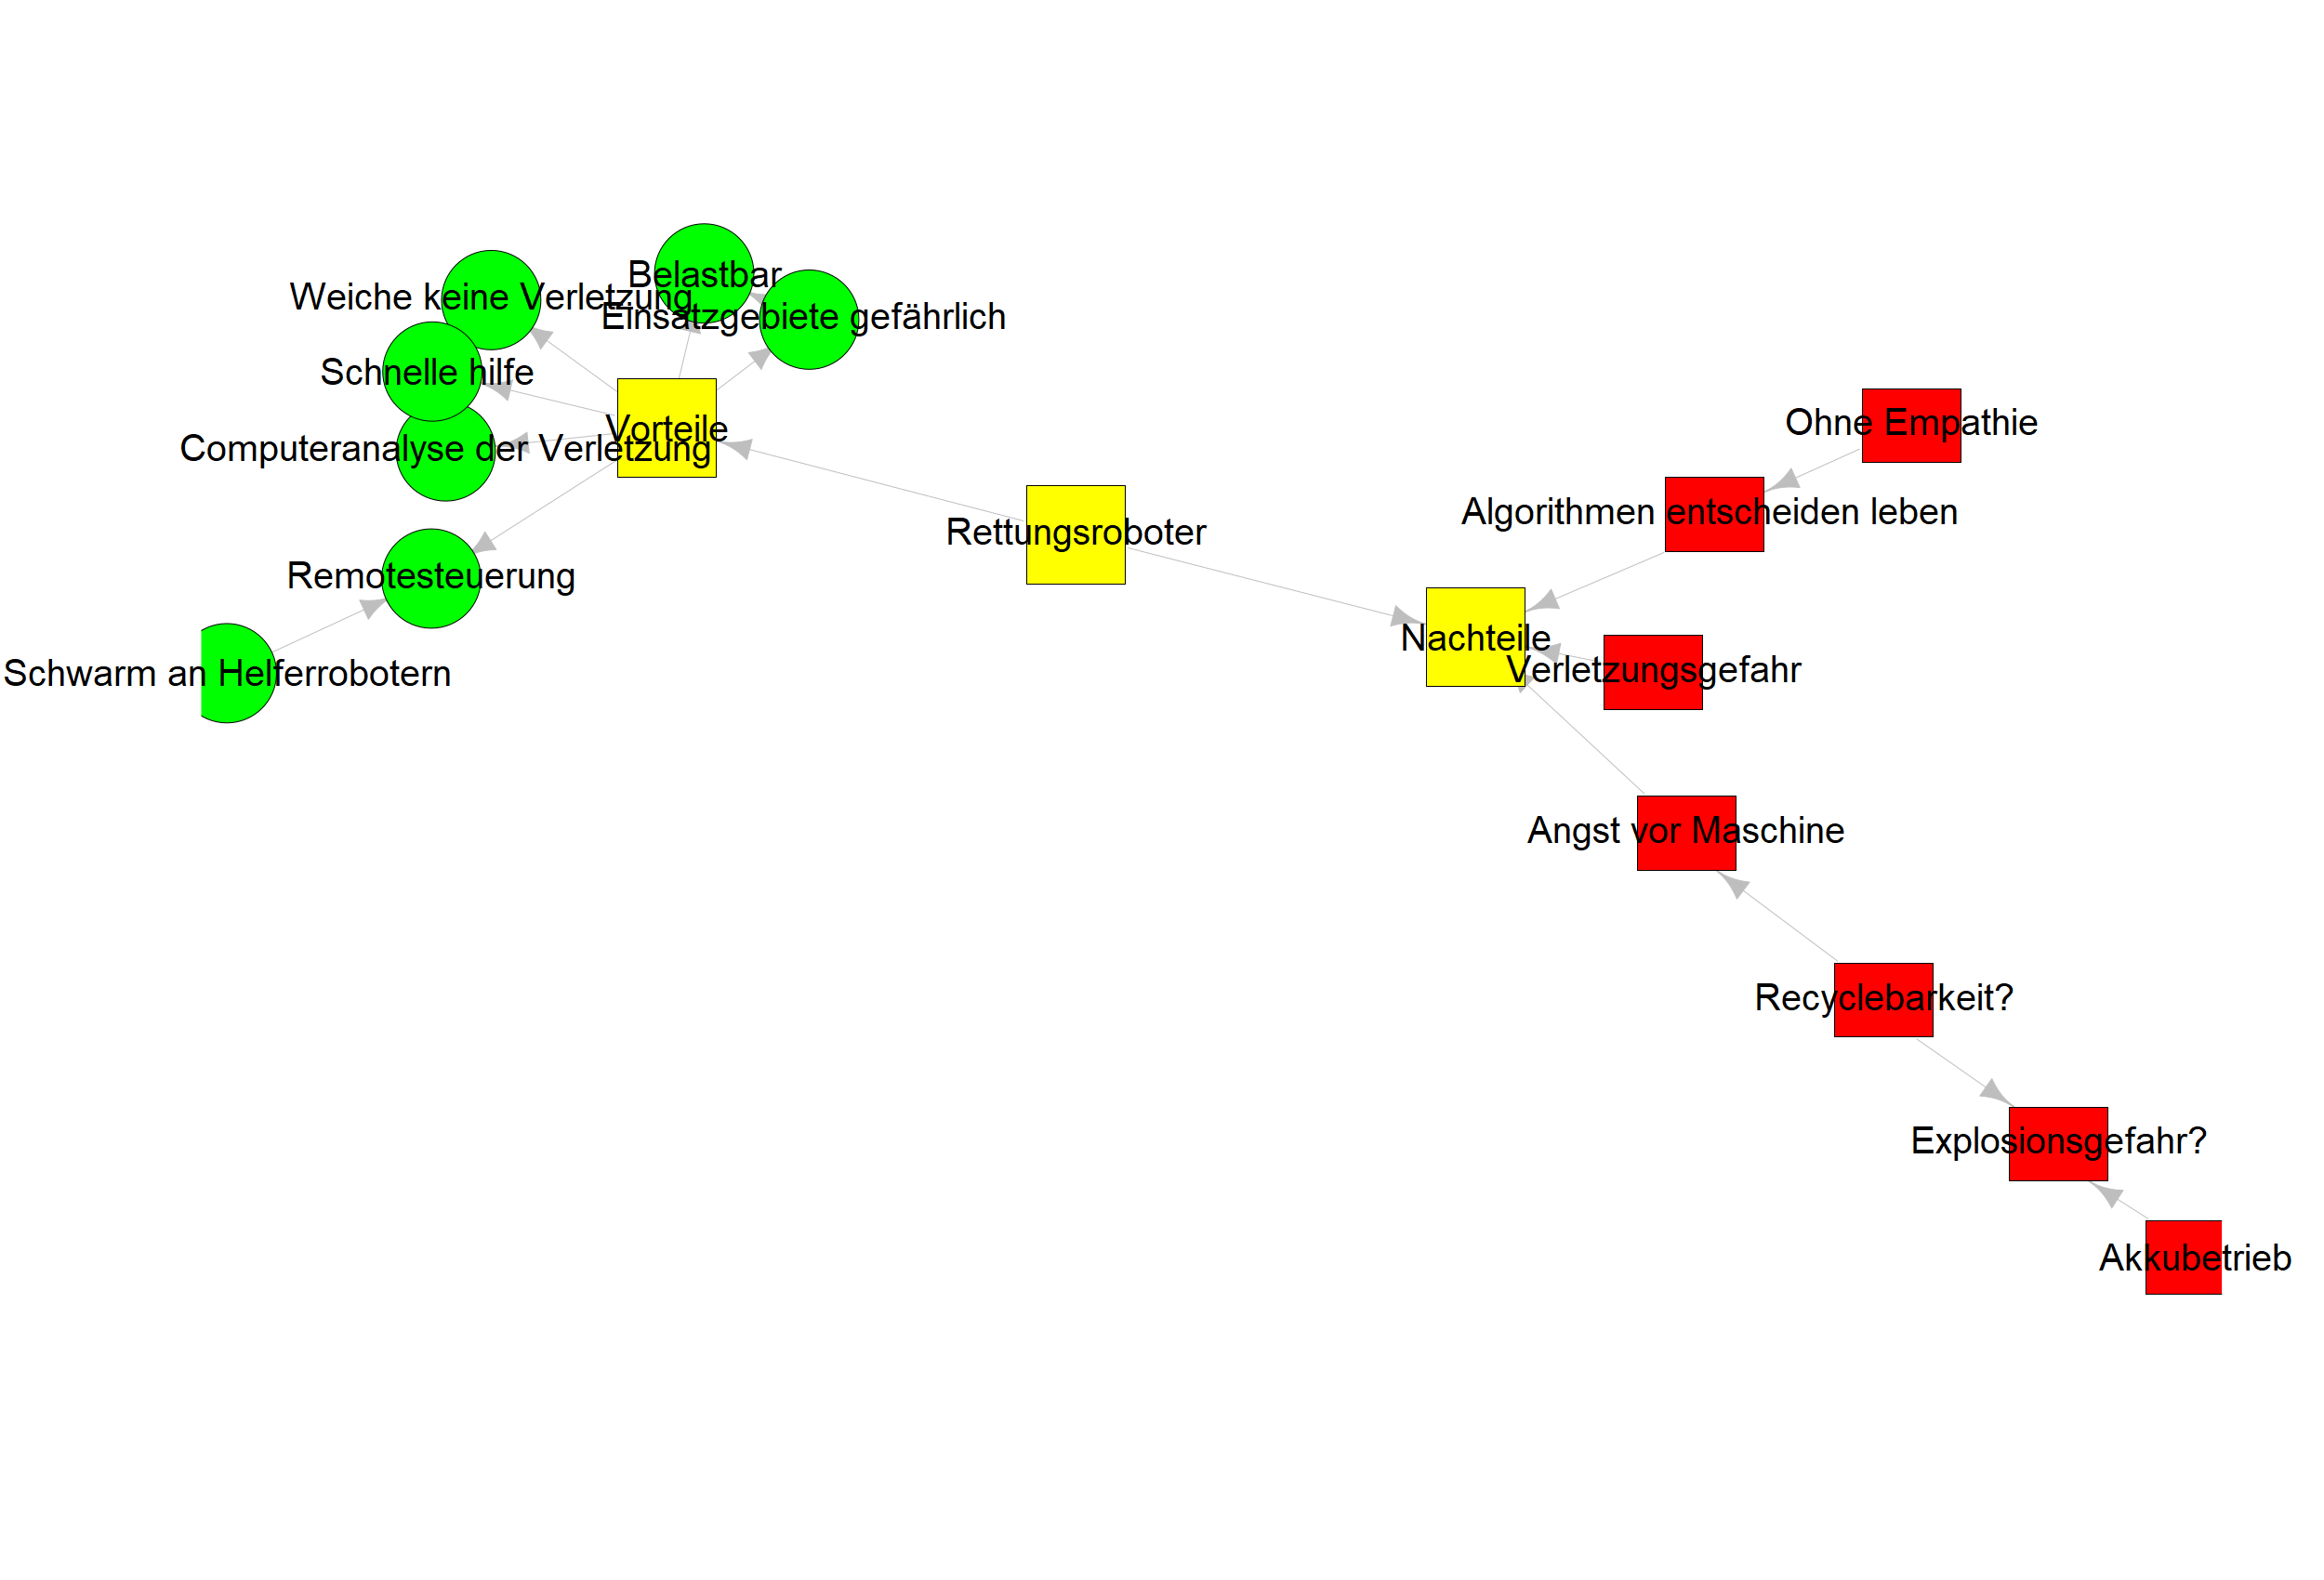 Belastbar
Weiche keine Verletzung
Einsatzgebiete gefährlich
Schnelle hilfe
Vorteile
Computeranalyse der Verletzung
Ohne Empathie
Algorithmen entscheiden leben
Rettungsroboter
Remotesteuerung
Nachteile
Schwarm an Helferrobotern
Verletzungsgefahr
Angst vor Maschine
Recyclebarkeit?
Explosionsgefahr?
Akkubetrieb